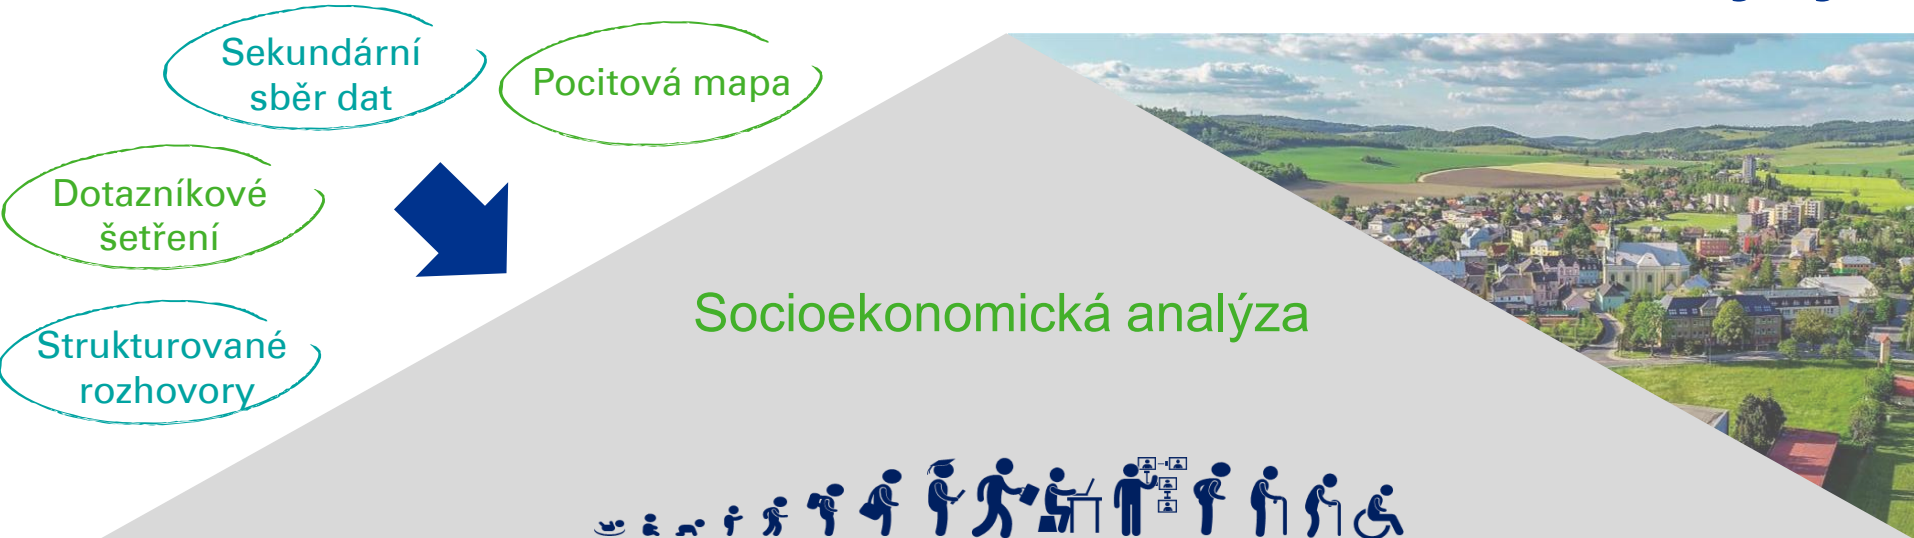 Sekundární
sběr dat
Pocitová mapa
Dotazníkové
šetření
Strukturované
rozhovory
Socioekonomická analýza